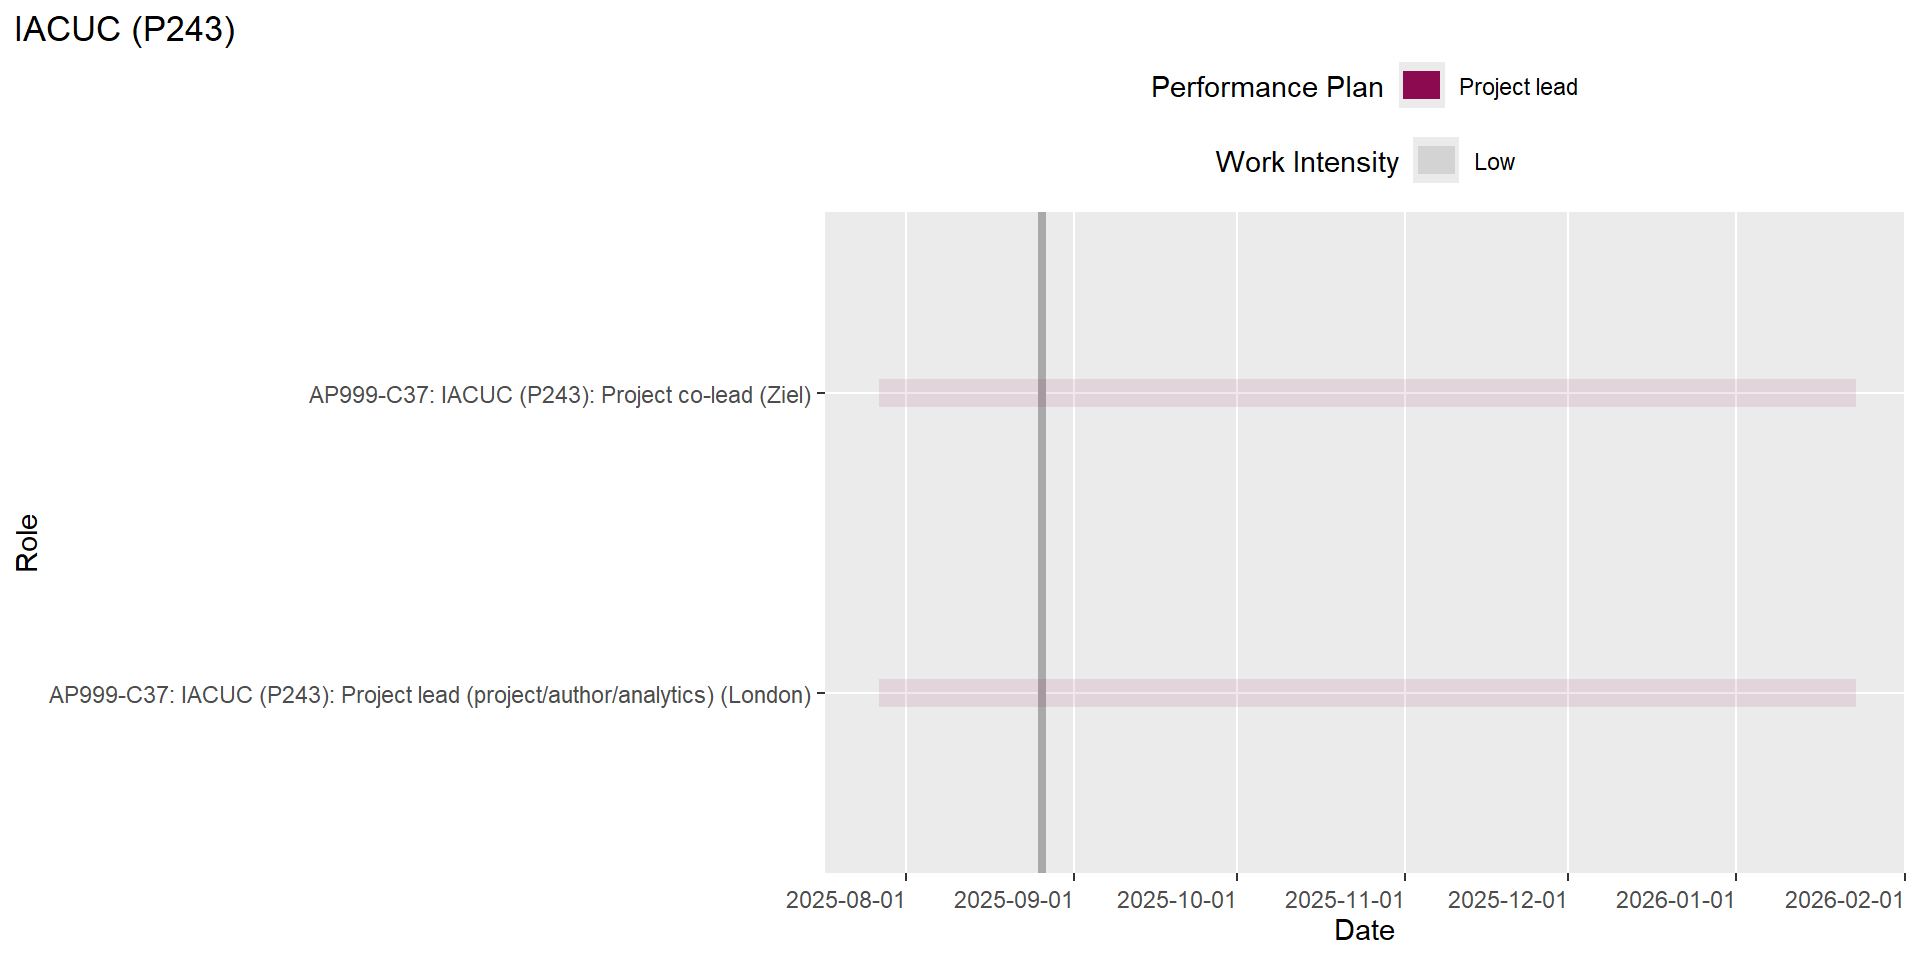 IACUC (P243)
Performance Plan Project lead
Work Intensity Low
AP999-C37: IACUC (P243): Project co-lead (Ziel)
Role
AP999-C37: IACUC (P243): Project lead (project/author/analytics) (London)
2025-08-01 2025-09-01 2025-10-01 2025-11-01 2025-12-01 2026-01-01 2026-02-01
Date